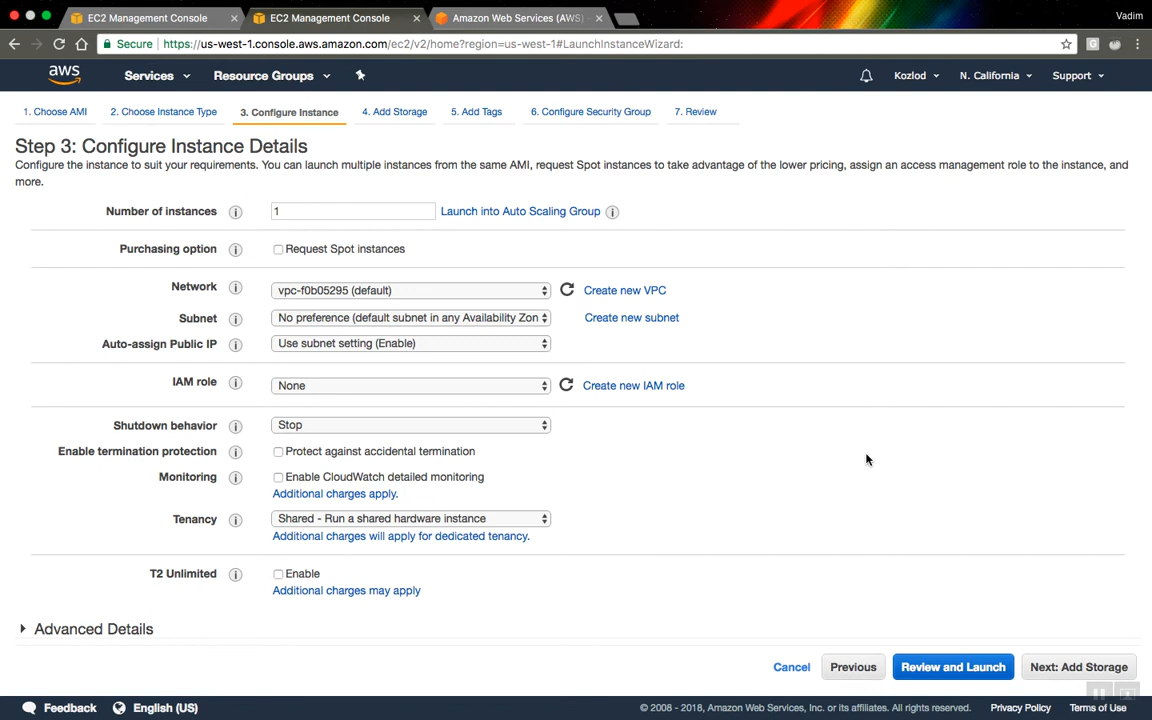 EC2 Management Console
EC2 Management Console
Amazon Web Services (AWS)
Vadim
Secure https://us-west-1.console.aws.amazon.com/ec2/v2/home?region=us-west-1#LaunchInstanceWizard:
aws
Services
Resource Groups
Kozlod
N. California
Support
1. Choose AMI
2. Choose Instance Type
3. Configure Instance
4. Add Storage
5. Add Tags
6. Configure Security Group
7. Review
Step 3: Configure Instance Details
Configure the instance to suit your requirements. You can launch multiple instances from the same AMI, request Spot instances to take advantage of the lower pricing, assign an access management role to the instance, and
more.
Number of instances
1
Launch into Auto Scaling Group
Purchasing option
Request Spot instances
Network
vpc-f0b05295 (default)
Create new VPC
Subnet
No preference (default subnet in any Availability Zon
Create new subnet
Auto-assign Public IP
Use subnet setting (Enable)
IAM role
None
Create new IAM role
Shutdown behavior
Stop
Enable termination protection
Protect against accidental termination
Monitoring
Enable CloudWatch detailed monitoring
Additional charges apply.
Tenancy
Shared - Run a shared hardware instance
Additional charges will apply for dedicated tenancy.
T2 Unlimited
Enable
Additional charges may apply
Advanced Details
Cancel
Previous
Review and Launch
Next: Add Storage
Feedback
English (US)
© 2008 - 2018, Amazon Web Services, Inc. or its affiliates. All rights reserved.
Privacy Policy
Terms of Use